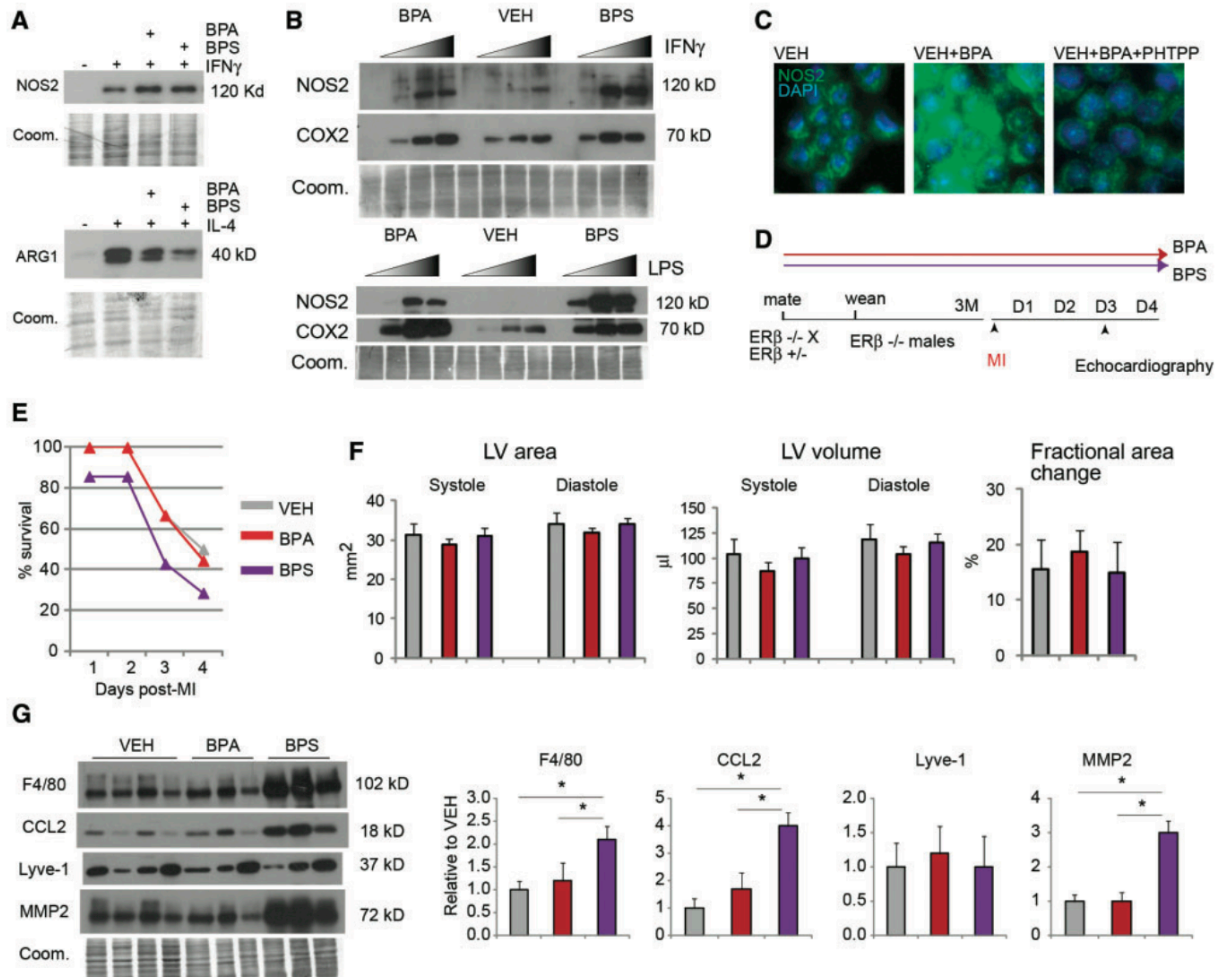 A
BPA +
BPS +
IFNγ - + + +
NOS2 120 Kd
Coom.
BPA +
BPS +
IL-4 - + + +
ARG1 40 kD
Coom.
B
BPA VEH BPS
IFNγ
NOS2 120 kD
COX2 70 kD
Coom.
BPA VEH BPS
LPS
NOS2 120 kD
COX2 70 kD
Coom.
C
VEH VEH+BPA VEH+BPA+PHTPP
NOS2
DAPI
D
BPA
BPS
mate wean 3M D1 D2 D3 D4
ERβ -/- X
ERβ +/-
ERβ -/- males
MI
Echocardiography
E
% survival
100
80
60
40
20
0
1 2 3 4
Days post-MI
VEH
BPA
BPS
F
LV area
Systole Diastole
mm2
40
30
20
10
0
LV volume
Systole Diastole
µl
150
125
100
75
50
25
0
Fractional area
change
%
30
20
10
0
G
VEH BPA BPS
F4/80 102 kD
CCL2 18 kD
Lyve-1 37 kD
MMP2 72 kD
Coom.
F4/80
Relative to VEH
3.0
2.5
2.0
1.5
1.0
0.5
0.0
* *
CCL2
5
4
3
2
1
0
* *
Lyve-1
2.0
1.5
1.0
0.5
0.0
MMP2
4
3
2
1
0
* *